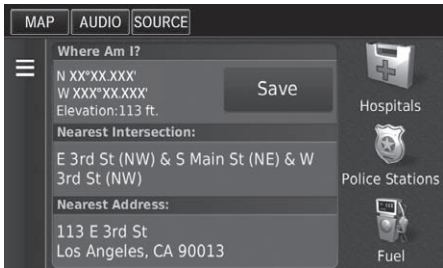 MAP AUDIO SOURCE
Where Am I?
N XX°XX.XXX'
W XXX°XX.XXX'
Elevation:113 ft.
Save
Nearest Intersection:
E 3rd St (NW) & S Main St (NE) & W
3rd St (NW)
Nearest Address:
113 E 3rd St
Los Angeles, CA 90013
Hospitals
Police Stations
Fuel